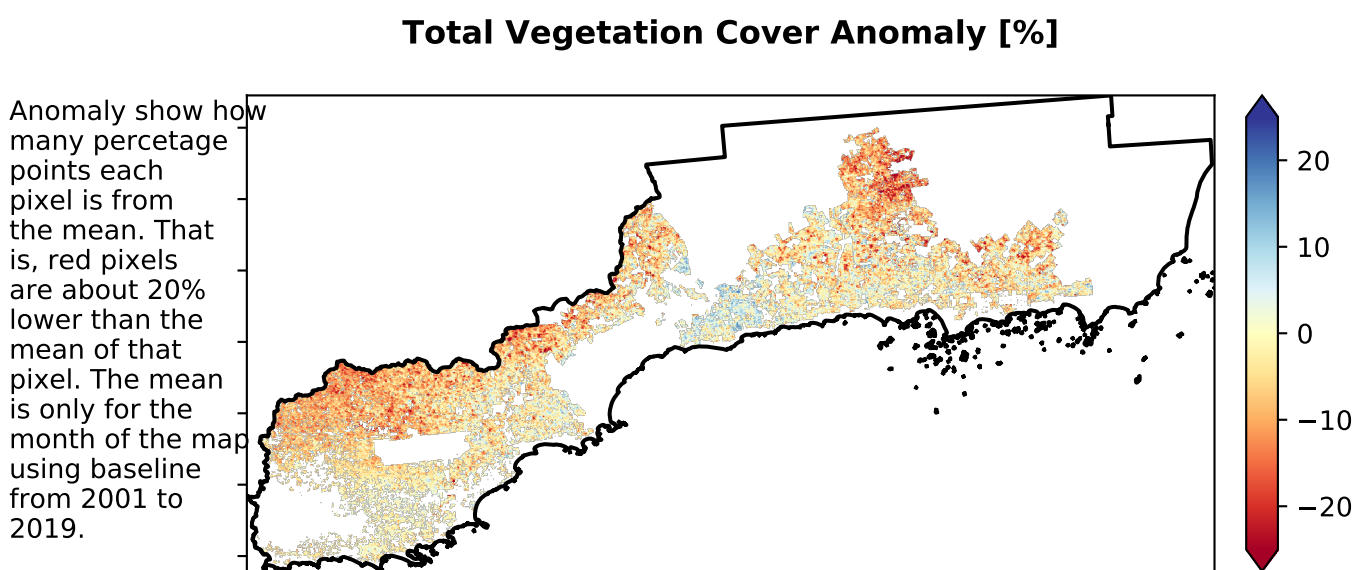 Total Vegetation Cover Anomaly [%]
Anomaly show how
many percetage
points each
pixel is from
the mean. That
is, red pixels
are about 20%
lower than the
mean of that
pixel. The mean
is only for the
month of the map
using baseline
from 2001 to
2019.
20
10
0
−10
−20